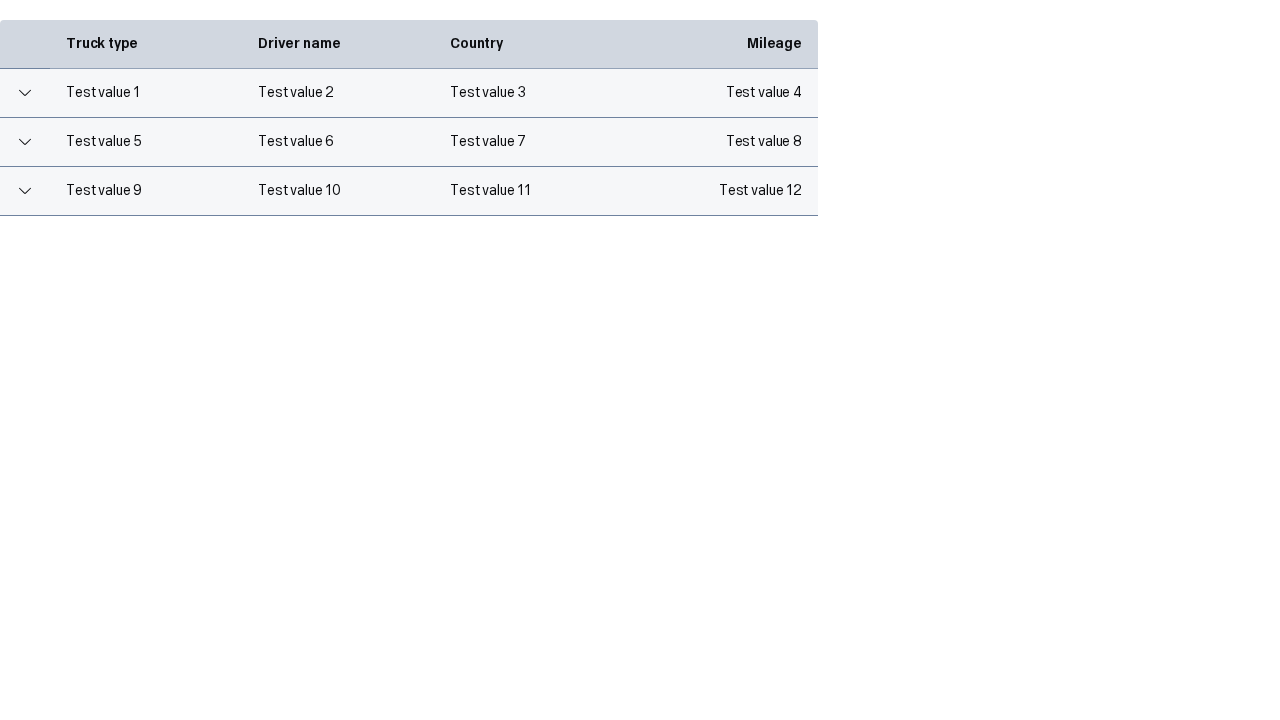 Truck type Driver name Country Mileage
Test value 1 Test value 2 Test value 3 Test value 4
Test value 5 Test value 6 Test value 7 Test value 8
Test value 9 Test value 10 Test value 11 Test value 12